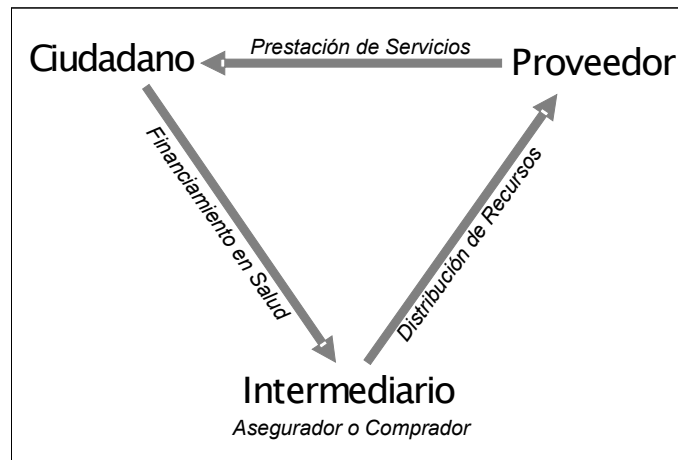 Prestación de Servicios
Ciudadano
Proveedor
Financiamiento en Salud
Distribución de Recursos
Intermediario
Asegurador o Comprador